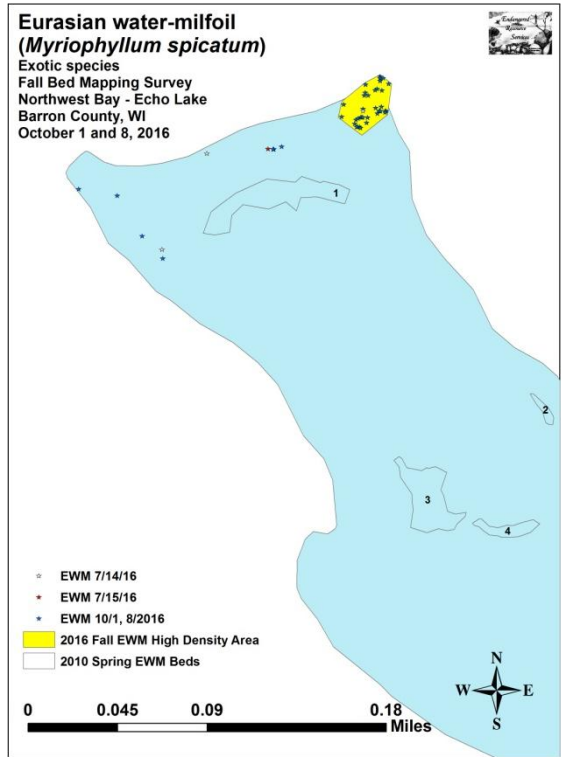 Eurasian water-milfoil
(Myriophyllum spicatum)
Exotic species
Fall Bed Mapping Survey
Northwest Bay - Echo Lake
Barron County, WI
October 1 and 8, 2016
Endangered
Resource
Services
1
2
3
4
EWM 7/14/16
EWM 7/15/16
EWM 10/1, 8/2016
2016 Fall EWM High Density Area
2010 Spring EWM Beds
N
W E
S
0 0.045 0.09 0.18
Miles